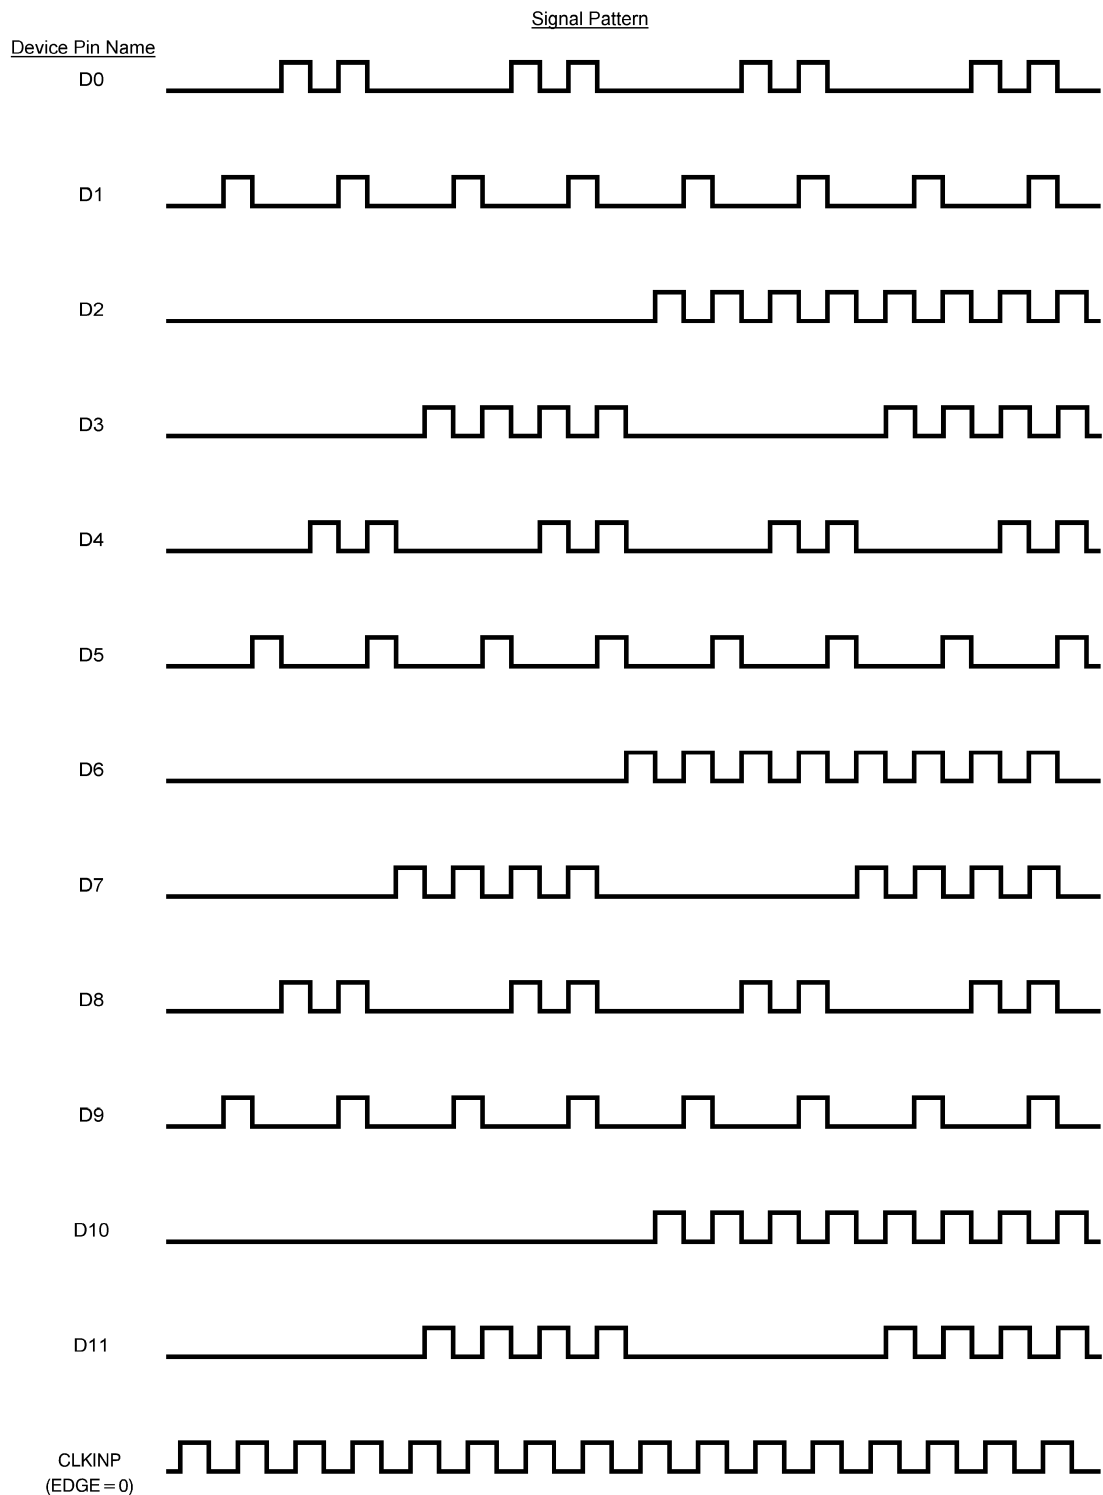 Signal Pattern
Device Pin Name
D0
D1
D2
D3
D4
D5
D6
D7
D8
D9
D10
D11
CLKINP
(EDGE = 0)